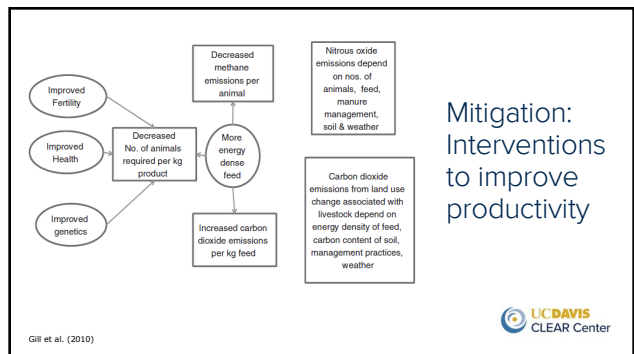 Improved
Fertility
Improved
Health
Improved
genetics
Decreased
No. of animals
required per kg
product
Decreased
methane
emissions per
animal
More
energy
dense
feed
Increased carbon
dioxide emissions
per kg feed
Nitrous oxide
emissions depend
on nos. of
animals, feed,
manure
management,
soil & weather
Carbon dioxide
emissions from land use
change associated with
livestock depend on
energy density of feed,
carbon content of soil,
management practices,
weather
Mitigation:
Interventions
to improve
productivity
Gill et al. (2010)
UCDAVIS
CLEAR Center